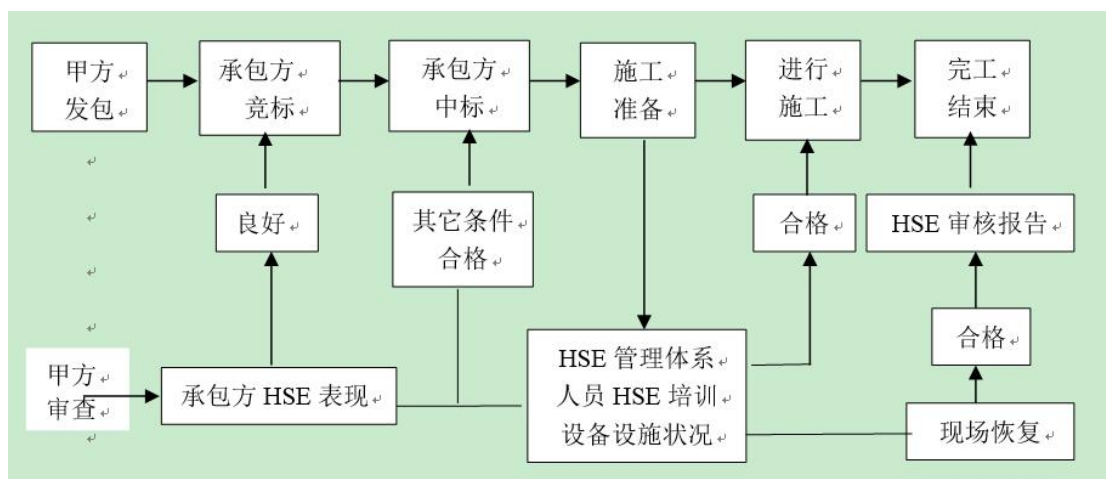 甲方
发包
承包方
竞标
承包方
中标
施工
准备
进行
施工
完工
结束
良好
其它条件
合格
合格
HSE 审核报告
合格
甲方
审查
承包方 HSE 表现
HSE 管理体系
人员 HSE 培训
设备设施状况
现场恢复